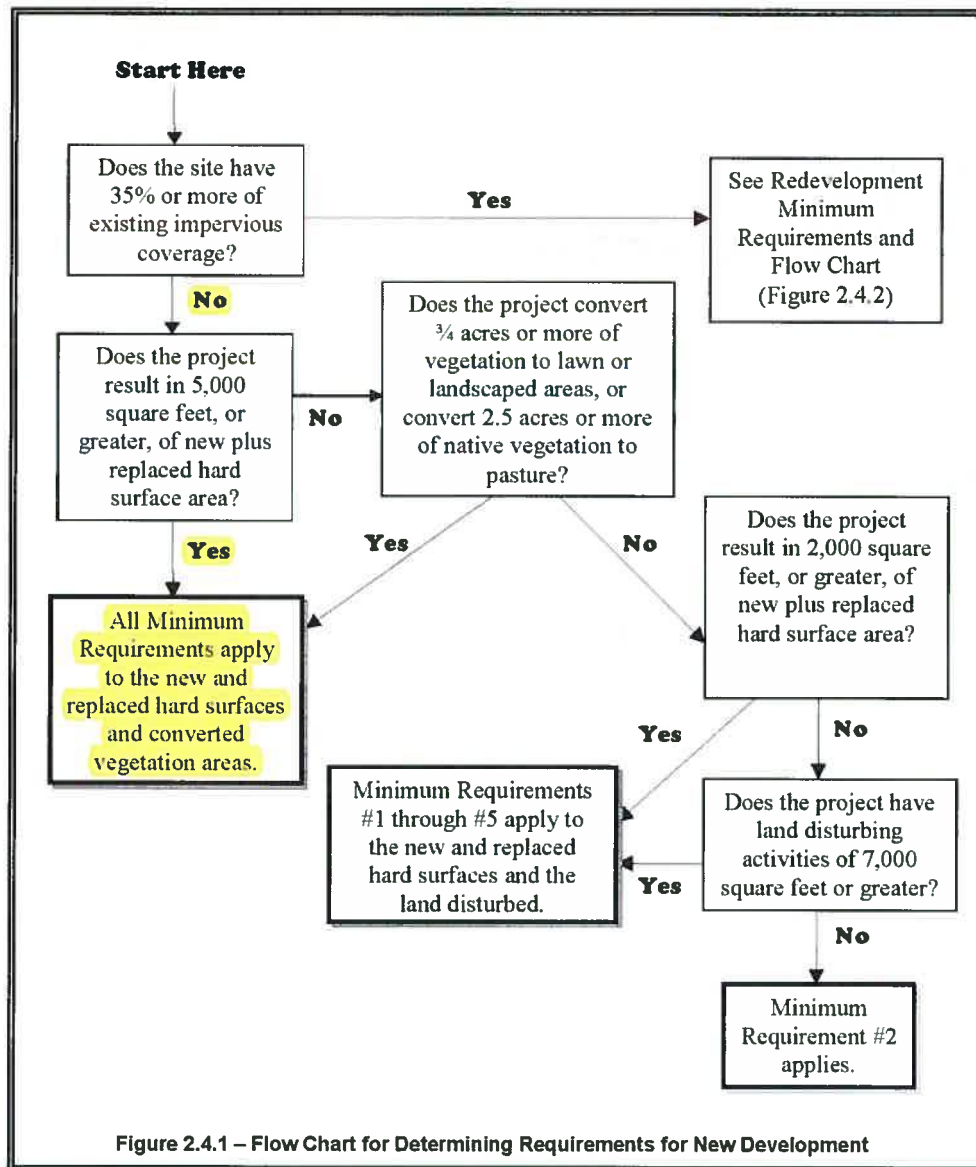 Start Here
Does the site have
35% or more of
existing impervious
coverage?
Yes
See Redevelopment
Minimum
Requirements and
Flow Chart
(Figure 2.4.2)
No
Does the project
result in 5,000
square feet, or
greater, of new plus
replaced hard
surface area?
No
Does the project convert
¾ acres or more of
vegetation to lawn or
landscaped areas, or
convert 2.5 acres or more
of native vegetation to
pasture?
Yes
Yes
No
Does the project
result in 2,000 square
feet, or greater, of
new plus replaced
hard surface area?
All Minimum
Requirements apply
to the new and
replaced hard surfaces
and converted
vegetation areas.
Yes
No
Minimum Requirements
#1 through #5 apply to
the new and replaced
hard surfaces and the
land disturbed.
Does the project have
land disturbing
activities of 7,000
square feet or greater?
Yes
No
Minimum
Requirement #2
applies.
Figure 2.4.1 – Flow Chart for Determining Requirements for New Development